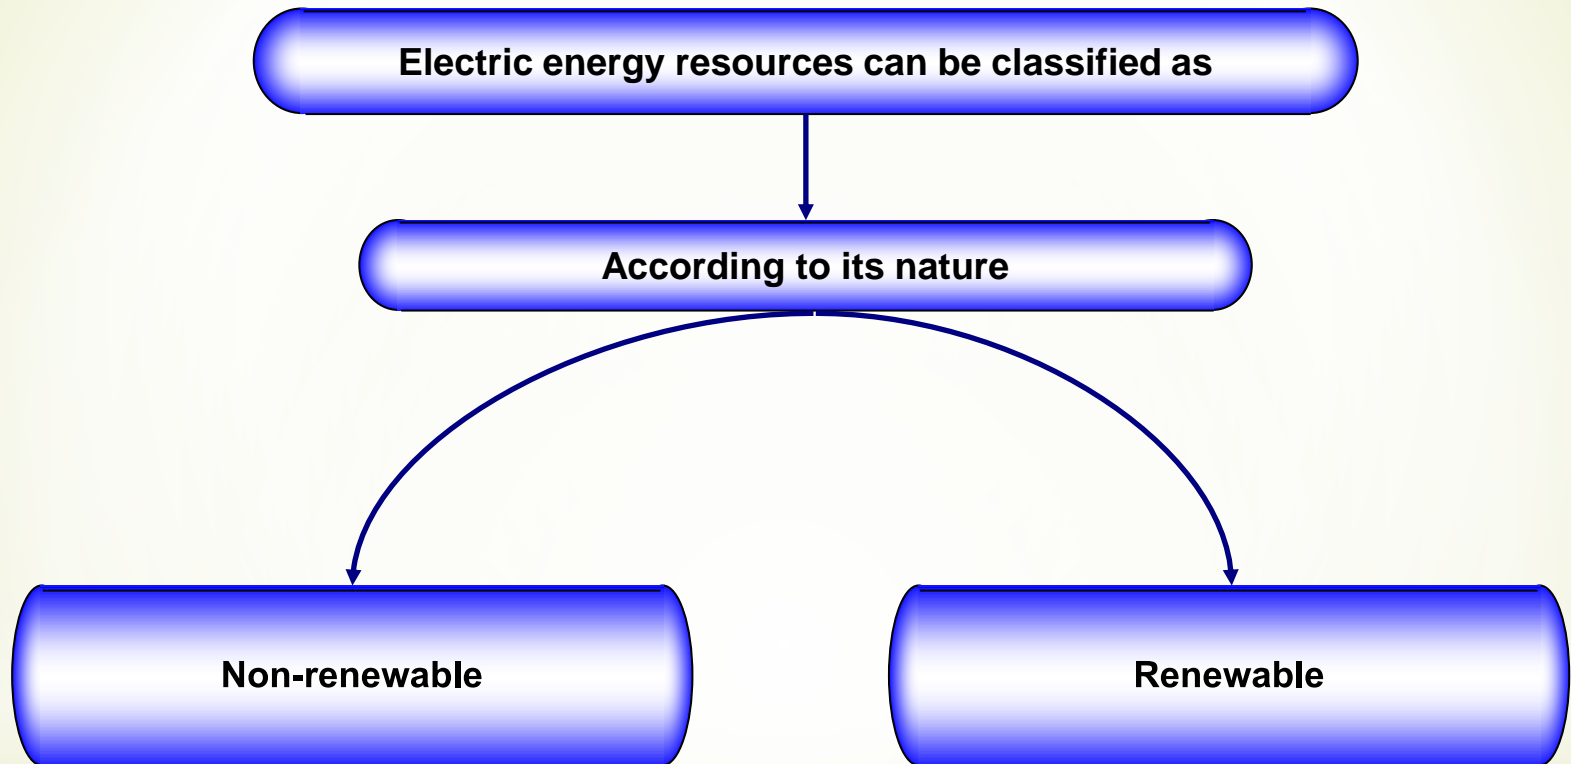 Electric energy resources can be classified as
According to its nature
Non-renewable
Renewable